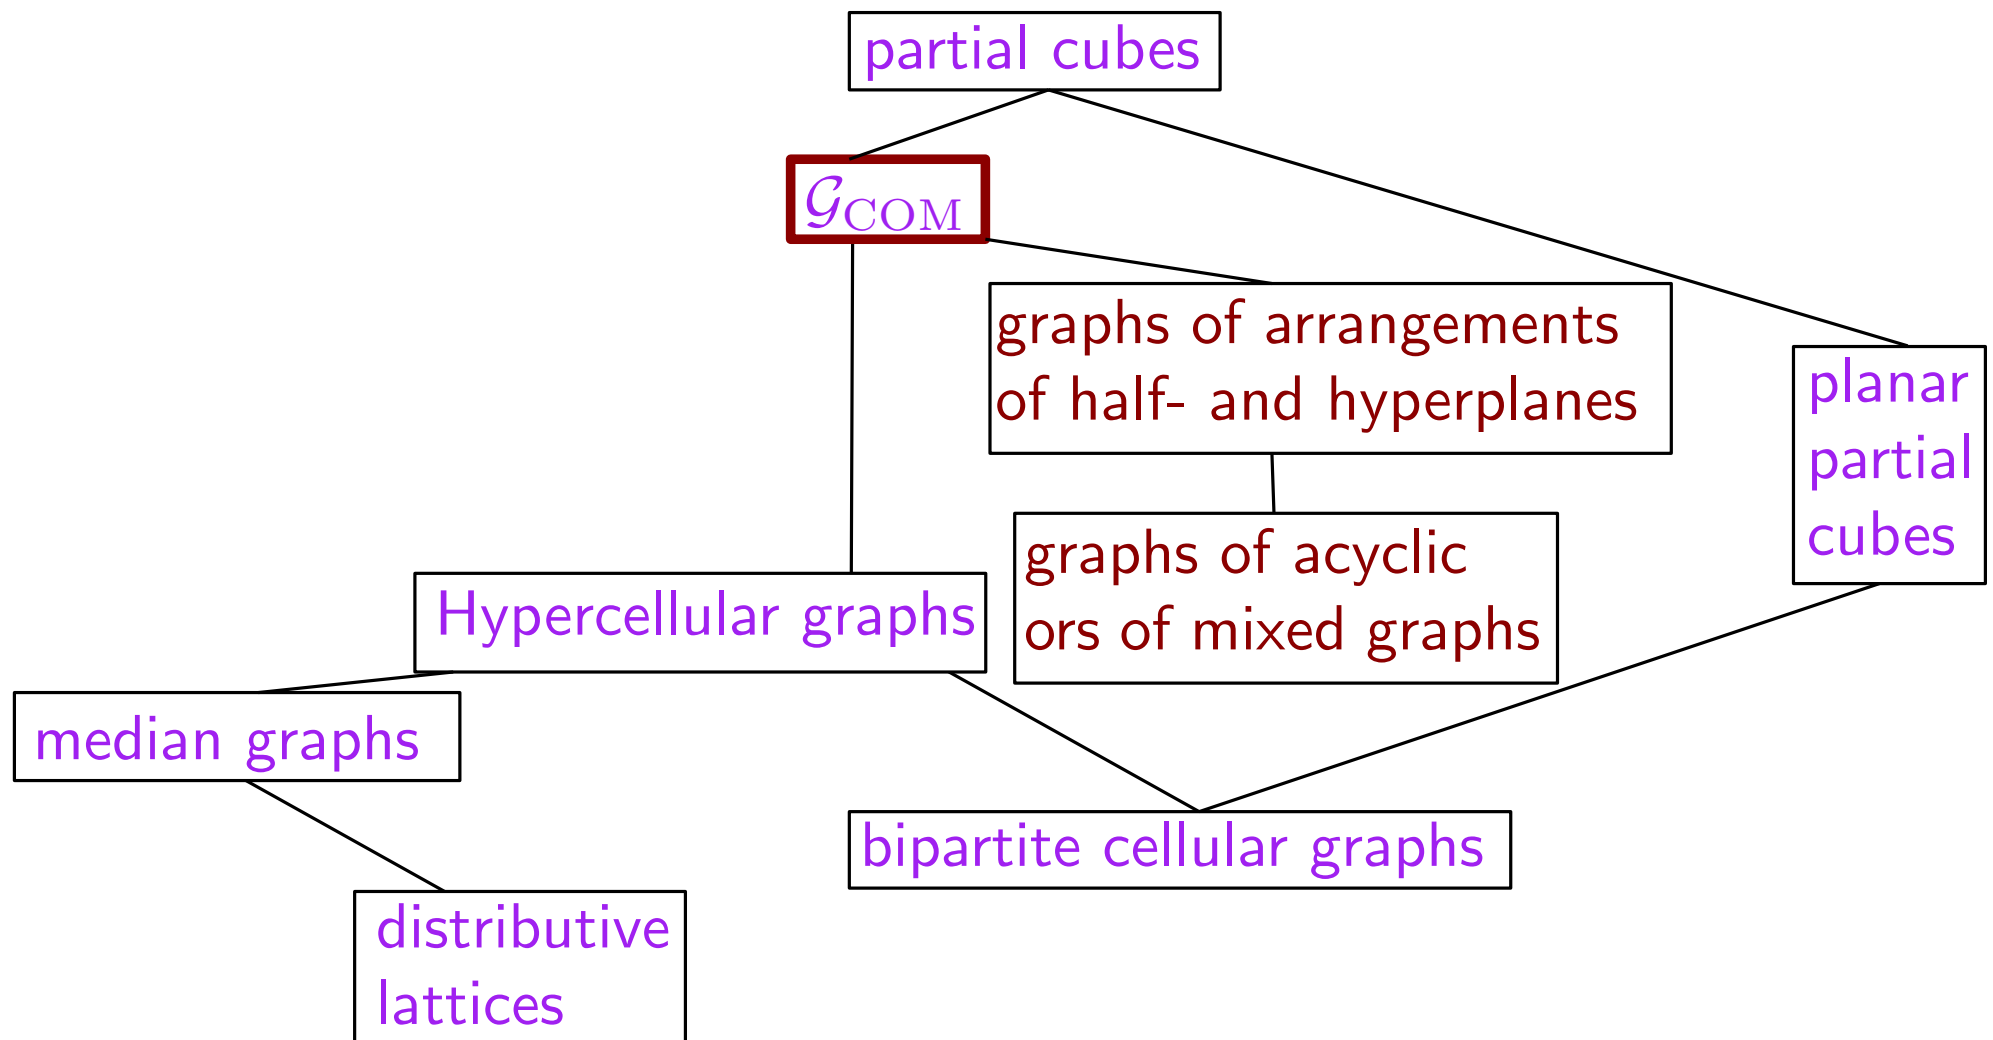 partial cubes
𝒢COM
graphs of arrangements
of half- and hyperplanes
planar
partial
cubes
graphs of acyclic
ors of mixed graphs
Hypercellular graphs
median graphs
bipartite cellular graphs
distributive
lattices